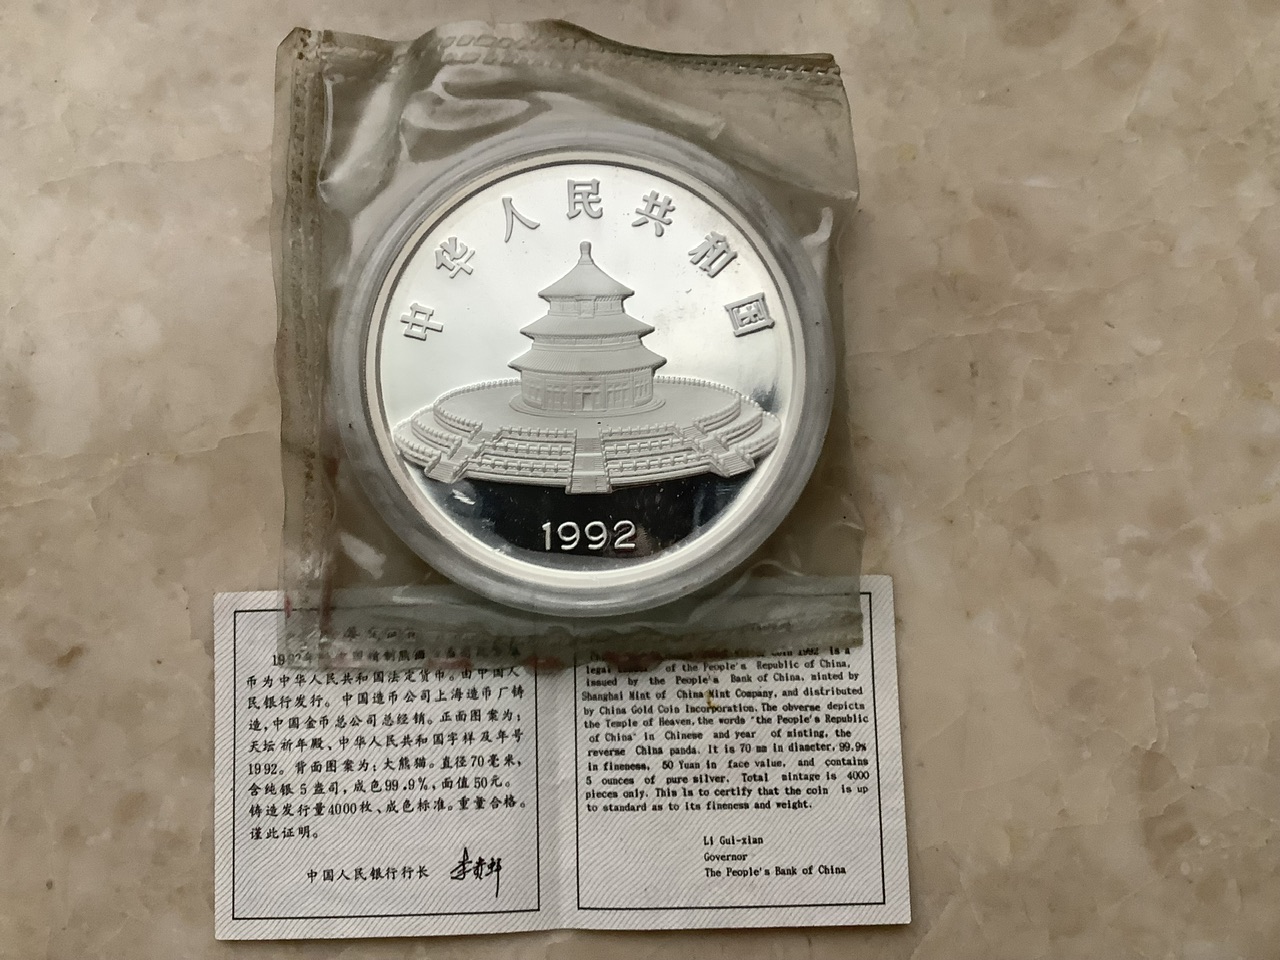 中华人民共和国
1992
币为中华人民共和国法定货币。由中国人
民银行发行。中国造币公司上海造币厂铸
造,中国金币总公司总经销。正面图案为:
天坛祈年殿、中华人民共和国字样及年号
1992。背面图案为:大熊猫。直径70毫米,
含纯银5盎司,成色99.9%,面值50元。
铸造发行量4000枚、成色标准。重量合格。
谨此证明。
中国人民银行行长 李贵鲜
coin 1992 is a
legal of the People's Republic of China,
issued by the People's Bank of China, minted by
Shanghai Mint of China Mint Company, and distributed
by China Gold Coin Incorporation. The obverse depicts
the Temple of Heaven, the words "the People's Republic
of China" in Chinese and year of minting, the
reverse China panda. It is 70 mm in diameter, 99.9%
in fineness, 50 Yuan in face value, and contains
5 ounces of pure silver. Total mintage is 4000
pieces only. This is to certify that the coin is up
to standard as to its fineness and weight.
Li Gui-xian
Governor
The People's Bank of China